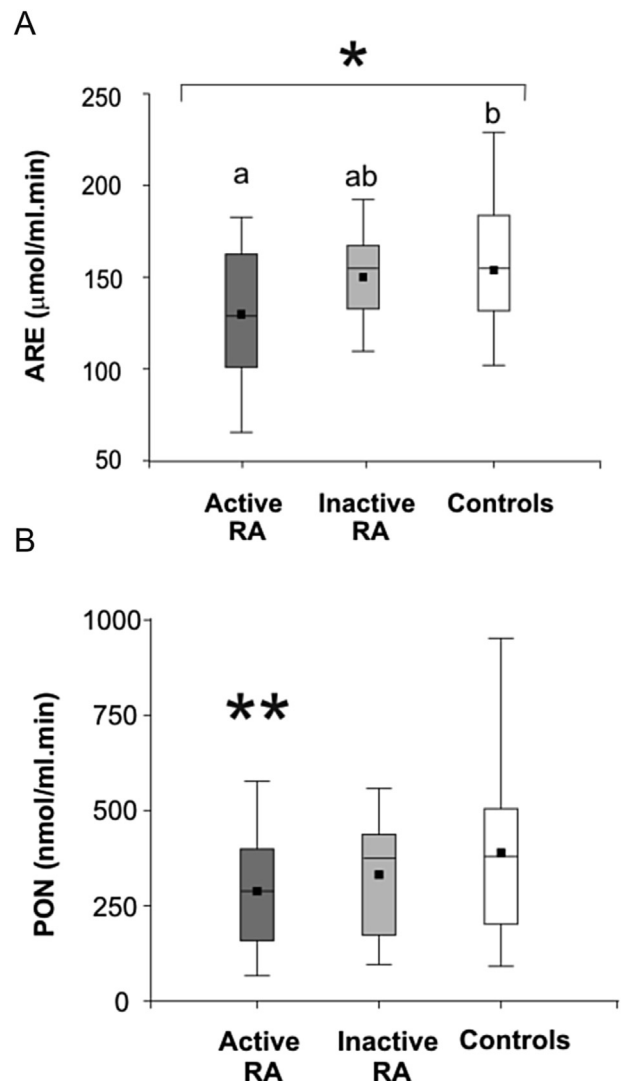 A
*
250
200
150
100
50
ARE (μmol/ml.min)
a
ab
b
Active
RA
Inactive
RA
Controls
B
1000
750
500
250
0
PON (nmol/ml.min)
**
Active
RA
Inactive
RA
Controls